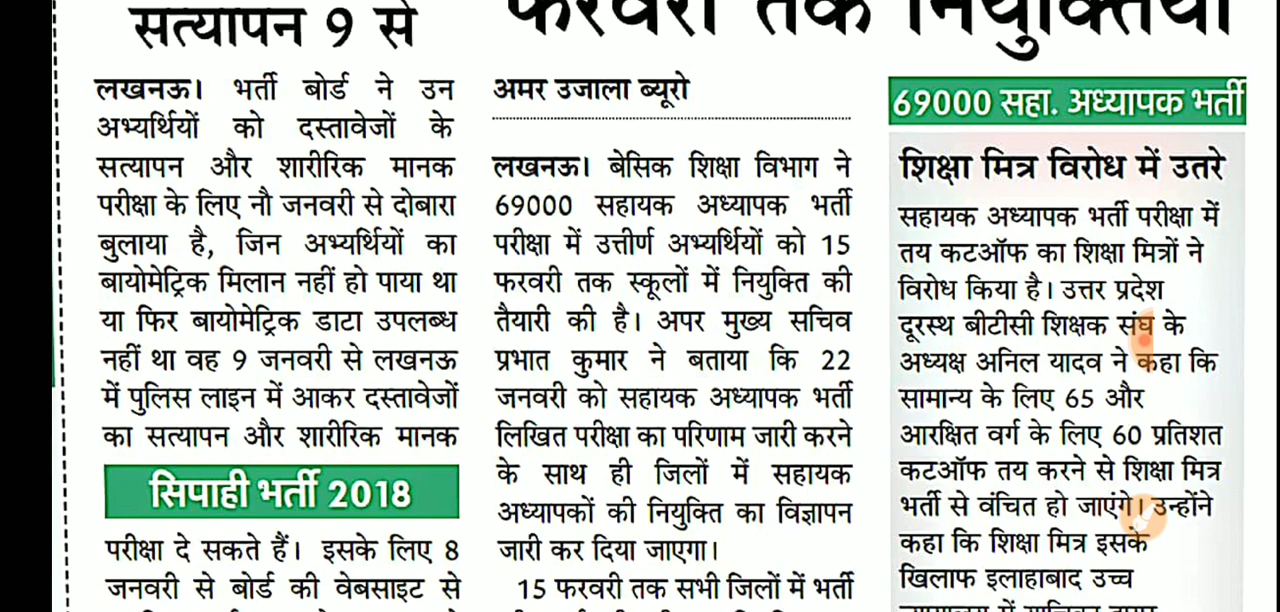 सत्यापन 9 से
लखनऊ। भर्ती बोर्ड ने उन
अभ्यर्थियों को दस्तावेजों के
सत्यापन और शारीरिक मानक
परीक्षा के लिए नौ जनवरी से दोबारा
बुलाया है, जिन अभ्यर्थियों का
बायोमेट्रिक मिलान नहीं हो पाया था
या फिर बायोमेट्रिक डाटा उपलब्ध
नहीं था वह 9 जनवरी से लखनऊ
में पुलिस लाइन में आकर दस्तावेजों
का सत्यापन और शारीरिक मानक
सिपाही भर्ती 2018
परीक्षा दे सकते हैं। इसके लिए 8
जनवरी से बोर्ड की वेबसाइट से
फरवरी तक नियुक्तियां
अमर उजाला ब्यूरो
लखनऊ। बेसिक शिक्षा विभाग ने
69000 सहायक अध्यापक भर्ती
परीक्षा में उत्तीर्ण अभ्यर्थियों को 15
फरवरी तक स्कूलों में नियुक्ति की
तैयारी की है। अपर मुख्य सचिव
प्रभात कुमार ने बताया कि 22
जनवरी को सहायक अध्यापक भर्ती
लिखित परीक्षा का परिणाम जारी करने
के साथ ही जिलों में सहायक
अध्यापकों की नियुक्ति का विज्ञापन
जारी कर दिया जाएगा।
15 फरवरी तक सभी जिलों में भर्ती
69000 सहा. अध्यापक भर्ती
शिक्षा मित्र विरोध में उतरे
सहायक अध्यापक भर्ती परीक्षा में
तय कटऑफ का शिक्षा मित्रों ने
विरोध किया है। उत्तर प्रदेश
दूरस्थ बीटीसी शिक्षक संघ के
अध्यक्ष अनिल यादव ने कहा कि
सामान्य के लिए 65 और
आरक्षित वर्ग के लिए 60 प्रतिशत
कटऑफ तय करने से शिक्षा मित्र
भर्ती से वंचित हो जाएंगे। उन्होंने
कहा कि शिक्षा मित्र इसके
खिलाफ इलाहाबाद उच्च